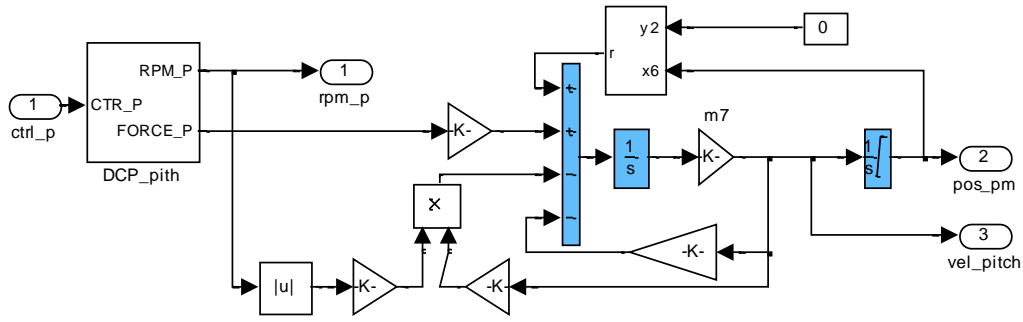 y2
0
r
x6
RPM_P
1
rpm_p
+
m7
1
ctrl_p
CTR_P
FORCE_P
-K-
+
DCP_pith
1
s
-K-
1
s
2
pos_pm
×
3
vel_pitch
-K-
|u|
-K-
-K-